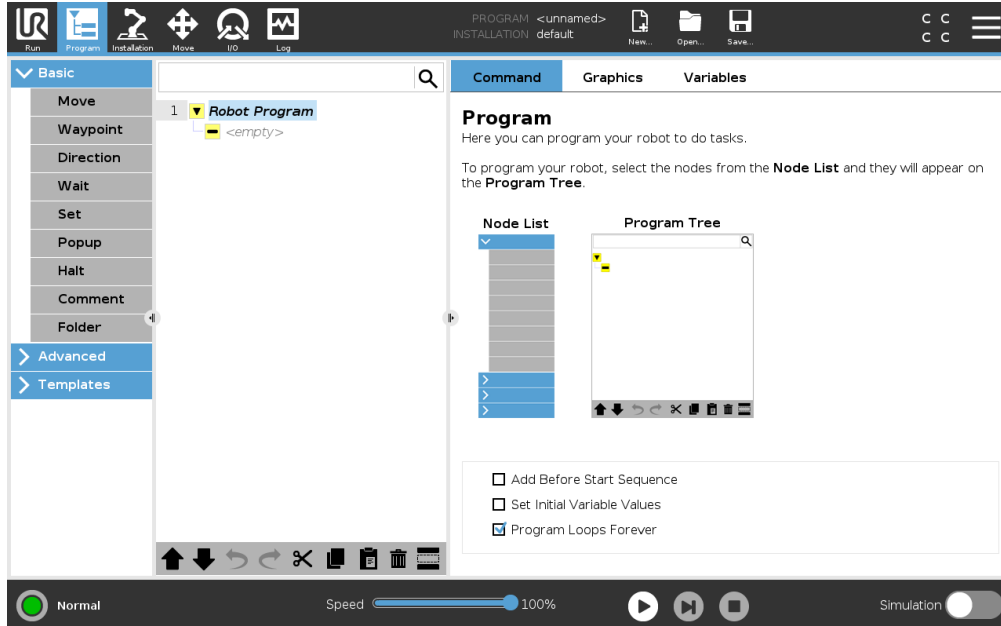 PROGRAM <unnamed>
INSTALLATION default
C C
C C
UR
Run
Program
Installation
Move
I/O
Log
New...
Open...
Save...
Basic
Move
Waypoint
Direction
Wait
Set
Popup
Halt
Comment
Folder
Advanced
Templates
1 Robot Program
<empty>
Command Graphics Variables
Program
Here you can program your robot to do tasks.
To program your robot, select the nodes from the Node List and they will appear on
the Program Tree.
Node List
Program Tree
Add Before Start Sequence
Set Initial Variable Values
Program Loops Forever
Normal
Speed
100%
Simulation